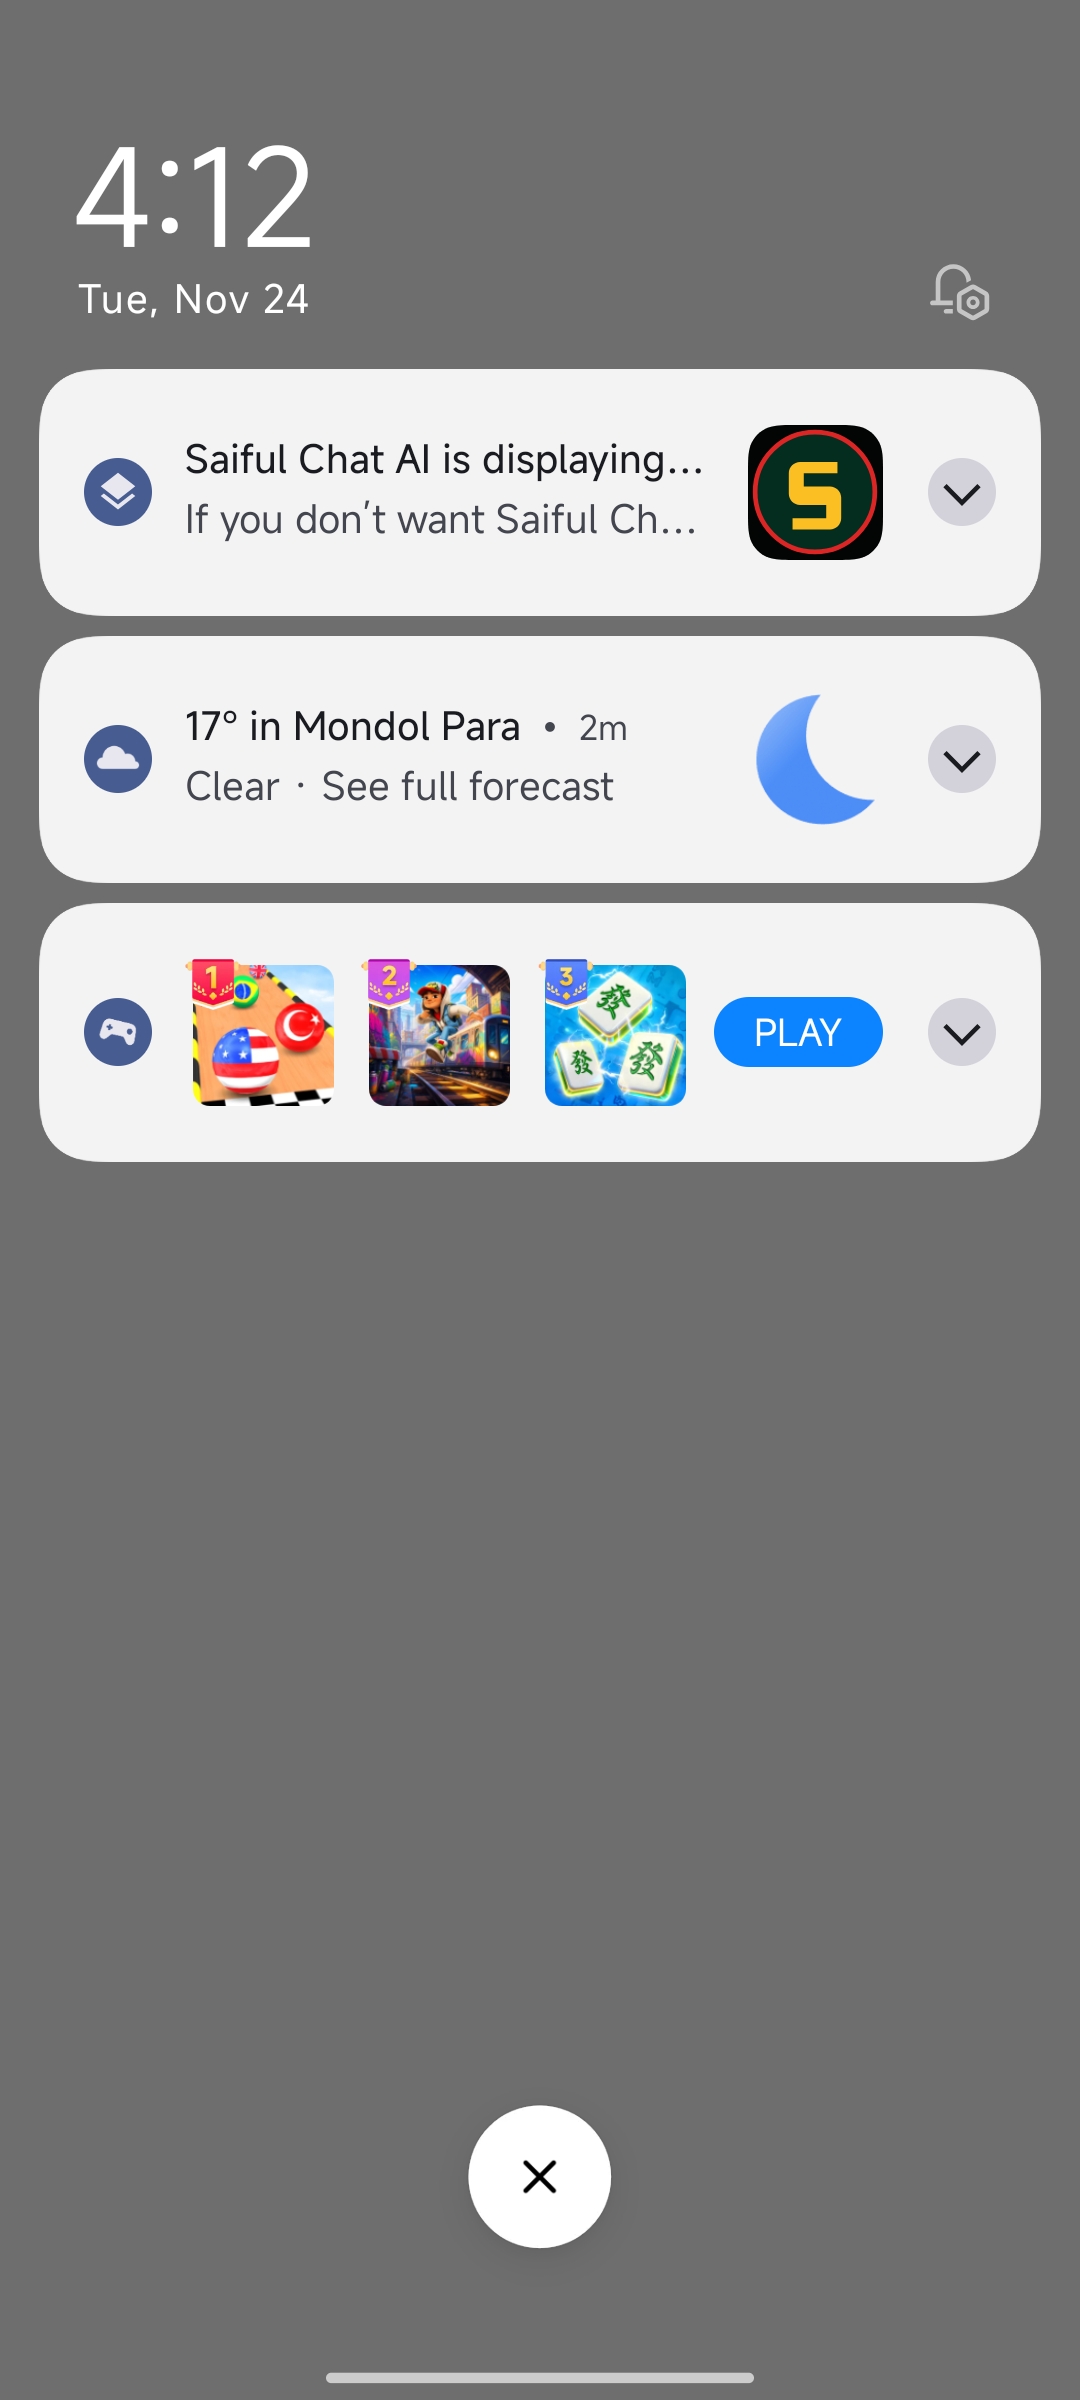 4:12
Tue, Nov 24
Saiful Chat AI is displaying...
If you don't want Saiful Ch...
S
17° in Mondol Para • 2m
Clear · See full forecast
1
2
3
發
發
發
PLAY